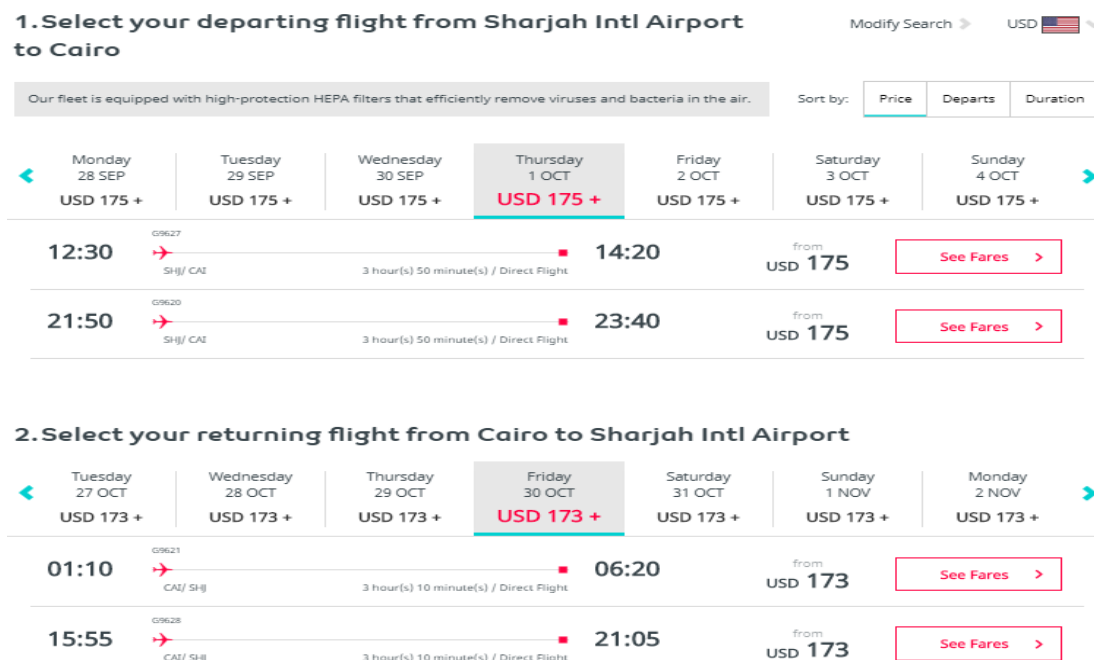 1.Select your departing flight from Sharjah Intl Airport
to Cairo
Modify Search
USD
Our fleet is equipped with high-protection HEPA filters that efficiently remove viruses and bacteria in the air.
Sort by: Price Departs Duration
Monday Tuesday Wednesday Thursday Friday Saturday Sunday
28 SEP 29 SEP 30 SEP 1 OCT 2 OCT 3 OCT 4 OCT
USD 175 + USD 175 + USD 175 + USD 175 + USD 175 + USD 175 + USD 175 +
G9627
12:30 14:20 from USD 175 See Fares
SHJ/ CAI 3 hour(s) 50 minute(s) / Direct Flight
G9620
21:50 23:40 from USD 175 See Fares
SHJ/ CAI 3 hour(s) 50 minute(s) / Direct Flight
2.Select your returning flight from Cairo to Sharjah Intl Airport
Tuesday Wednesday Thursday Friday Saturday Sunday Monday
27 OCT 28 OCT 29 OCT 30 OCT 31 OCT 1 NOV 2 NOV
USD 173 + USD 173 + USD 173 + USD 173 + USD 173 + USD 173 + USD 173 +
G9621
01:10 06:20 from USD 173 See Fares
CAI/ SHJ 3 hour(s) 10 minute(s) / Direct Flight
G9628
15:55 21:05 from USD 173 See Fares
CAI/ SHJ 3 hour(s) 10 minute(s) / Direct Flight